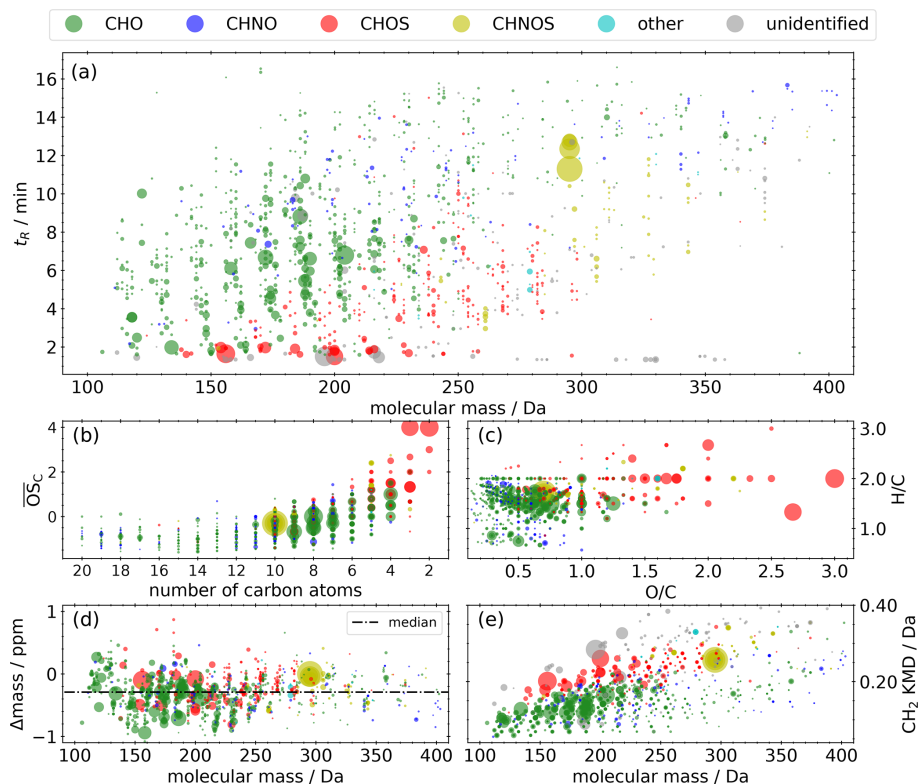 CHO CHNO CHOS CHNOS other unidentified
(a)
16
14
12
10
8
6
4
2
t_R / min
100 150 200 250 300 350 400
molecular mass / Da
(b)
4
2
0
OS_C
20 18 16 14 12 10 8 6 4 2
number of carbon atoms
(c)
3.0
2.0
1.0
H/C
0.5 1.0 1.5 2.0 2.5 3.0
O/C
(d)
median
1
0
−1
Δmass / ppm
100 150 200 250 300 350 400
molecular mass / Da
(e)
0.40
0.20
CH₂ KMD / Da
100 150 200 250 300 350 400
molecular mass / Da